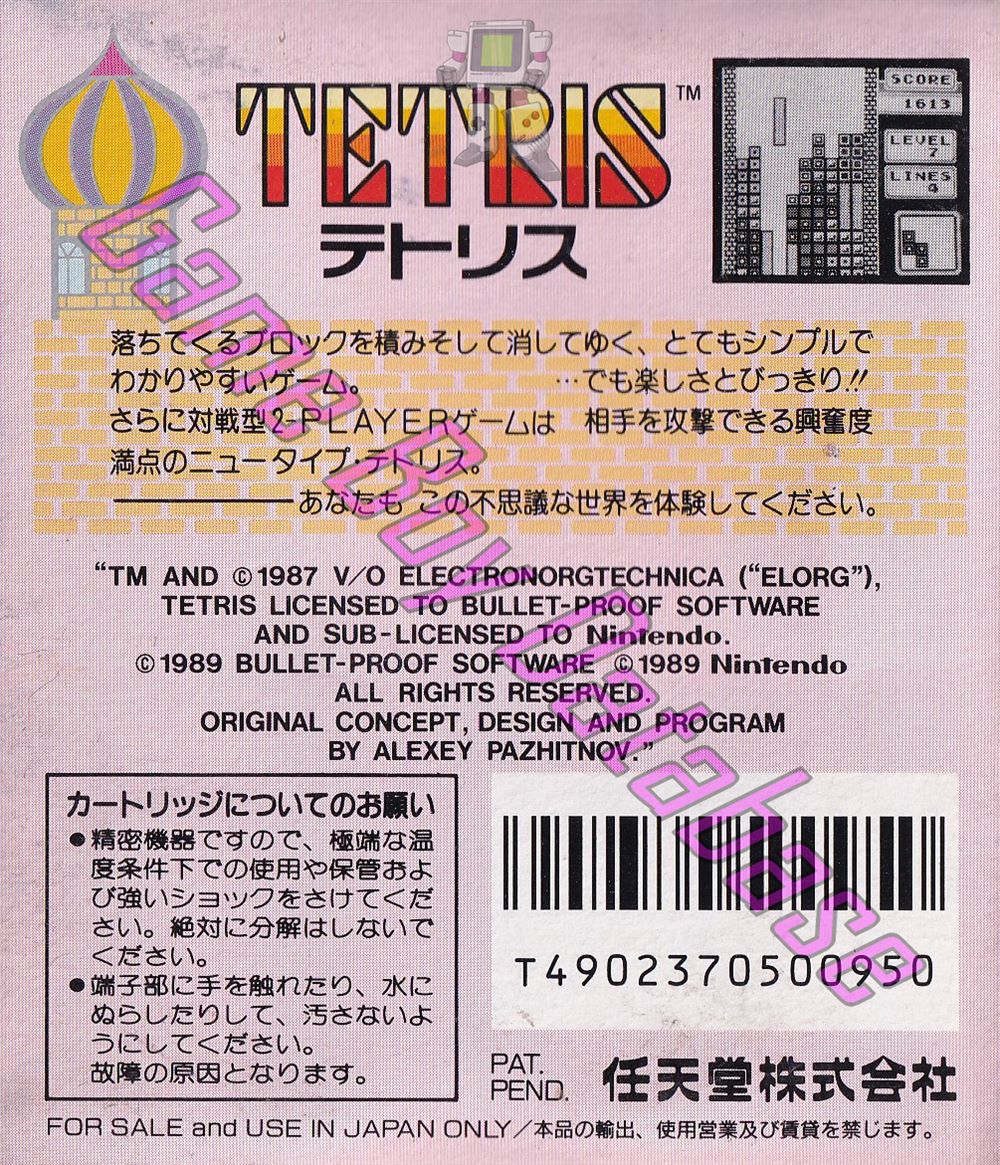 TETRIS™
テトリス
SCORE
1613
LEVEL
7
LINES
4
落ちてくるブロックを積みそして消してゆく、とてもシンプルで
わかりやすいゲーム。 …でも楽しさとびっきり!!
さらに対戦型2-PLAYERゲームは 相手を攻撃できる興奮度
満点のニュータイプ・テトリス。
────あなたも この不思議な世界を体験してください。
“TM AND ©1987 V/O ELECTRONORGTECHNICA (“ELORG”),
TETRIS LICENSED TO BULLET-PROOF SOFTWARE
AND SUB-LICENSED TO Nintendo.
©1989 BULLET-PROOF SOFTWARE ©1989 Nintendo
ALL RIGHTS RESERVED.
ORIGINAL CONCEPT, DESIGN AND PROGRAM
BY ALEXEY PAZHITNOV.”
カートリッジについてのお願い
●精密機器ですので、極端な温
度条件下での使用や保管およ
び強いショックをさけてくだ
さい。絶対に分解はしないで
ください。
●端子部に手を触れたり、水に
ぬらしたりして、汚さないよ
うにしてください。
故障の原因となります。
T4902370500950
PAT.
PEND.
任天堂株式会社
FOR SALE and USE IN JAPAN ONLY/本品の輸出、使用営業及び賃貸を禁じます。
Game Boy Database